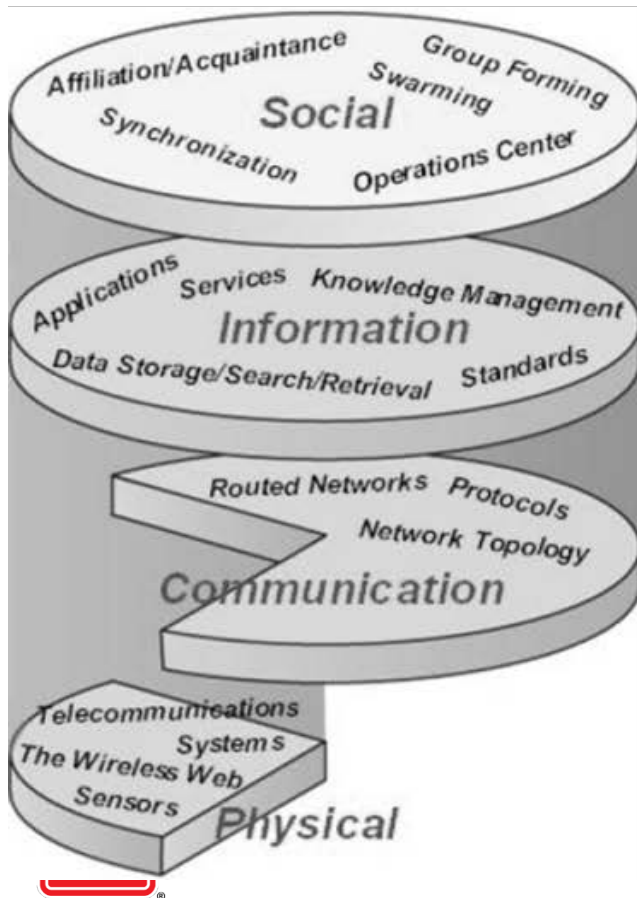 Affiliation/Acquaintance
Group Forming
Swarming
Social
Synchronization
Operations Center
Applications
Services
Knowledge Management
Information
Data Storage/Search/Retrieval
Standards
Routed Networks
Protocols
Network Topology
Communication
Telecommunications
Systems
The Wireless Web
Sensors
Physical
®